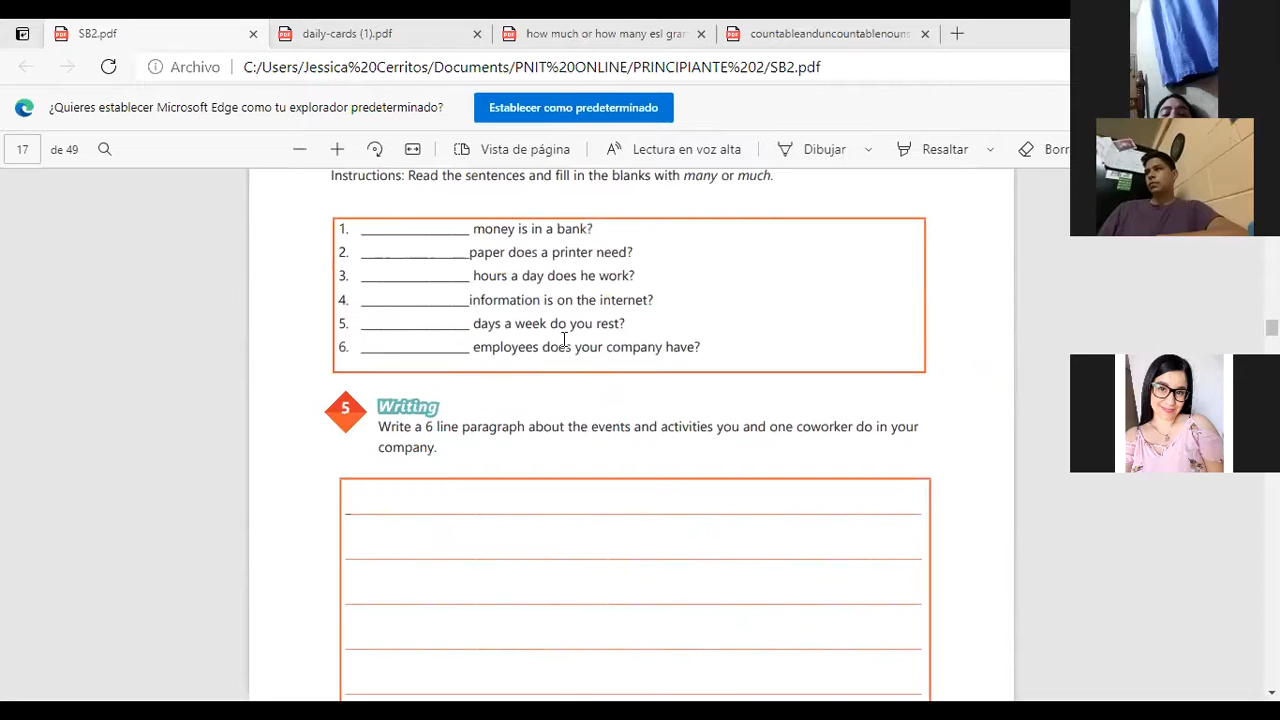 SB2.pdf
daily-cards (1).pdf
how much or how many esl gra
countableanduncountablenouns
Archivo
C:/Users/Jessica%20Cerritos/Documents/PNIT%20ONLINE/PRINCIPIANTE%202/SB2.pdf
¿Quieres establecer Microsoft Edge como tu explorador predeterminado?
Establecer como predeterminado
17 de 49
Vista de página
Lectura en voz alta
Dibujar
Resaltar
Borr
Instructions: Read the sentences and fill in the blanks with many or much.
1. ________________ money is in a bank?
2. ________________paper does a printer need?
3. ________________ hours a day does he work?
4. ________________information is on the internet?
5. ________________ days a week do you rest?
6. ________________ employees does your company have?
5 Writing
Write a 6 line paragraph about the events and activities you and one coworker do in your
company.